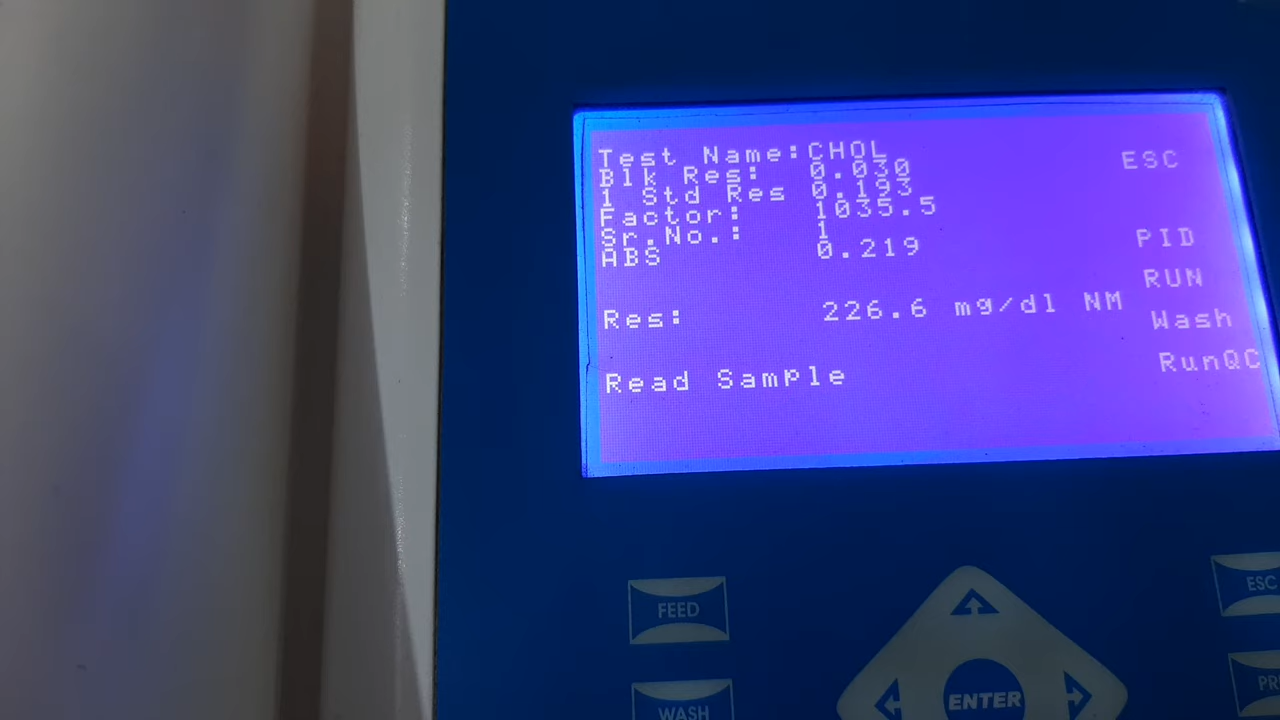 Test Name:CHOL
Blk Res: 0.030
1 Std Res 0.193
Factor: 1035.5
Sr.No.: 1
ABS 0.219
Res: 226.6 mg/dl NM
Read Sample
ESC
PID
RUN
Wash
RunQC
FEED
WASH
ENTER
ESC